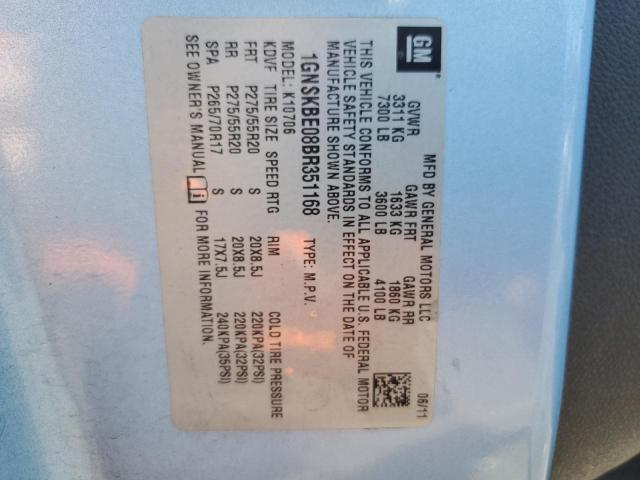 GM
MFD BY GENERAL MOTORS LLC 06/11
GVWR GAWR FRT GAWR RR
3311 KG 1633 KG 1860 KG
7300 LB 3600 LB 4100 LB
THIS VEHICLE CONFORMS TO ALL APPLICABLE U.S. FEDERAL MOTOR
VEHICLE SAFETY STANDARDS IN EFFECT ON THE DATE OF
MANUFACTURE SHOWN ABOVE.
1GNSKBE08BR351168 TYPE: M.P.V.
MODEL: K10706
KDVF TIRE SIZE SPEED RTG RIM COLD TIRE PRESSURE
FRT P275/55R20 S 20X8.5J 220KPA(32PSI)
RR P275/55R20 S 20X8.5J 220KPA(32PSI)
SPA P265/70R17 S 17X7.5J 240KPA(35PSI)
SEE OWNER'S MANUAL i FOR MORE INFORMATION.